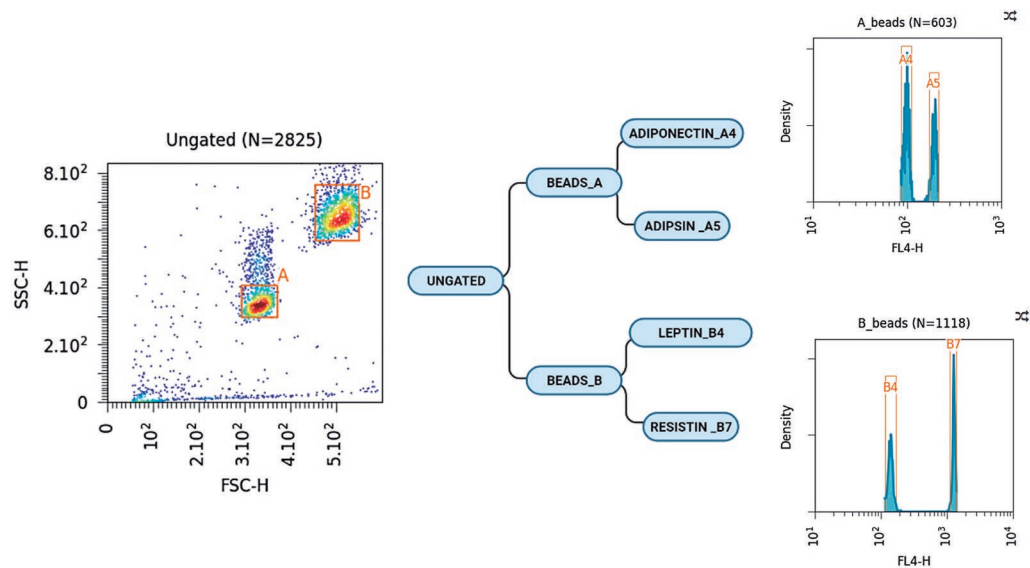 Ungated (N=2825)
SSC-H
8.10²
6.10²
4.10²
2.10²
0
B
A
0
10²
2.10²
3.10²
4.10²
5.10²
FSC-H
UNGATED
BEADS_A
BEADS_B
ADIPONECTIN_A4
ADIPSIN _A5
LEPTIN_B4
RESISTIN _B7
A_beads (N=603)
Density
A4
A5
10¹
10²
10³
FL4-H
B_beads (N=1118)
Density
B4
B7
10¹
10²
10³
10⁴
FL4-H